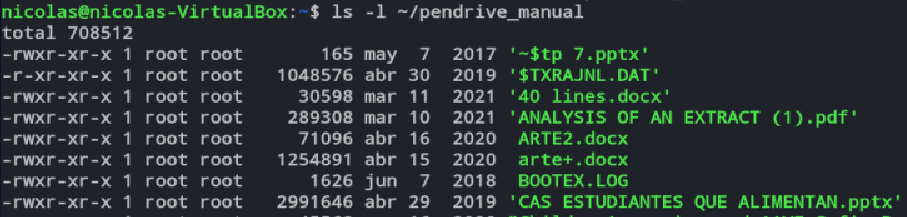 nicolas@nicolas-VirtualBox:~$ ls -l ~/pendrive_manual
total 708512
-rwxr-xr-x 1 root root     165 may  7  2017 '~$tp 7.pptx'
-r-xr-xr-x 1 root root 1048576 abr 30  2019 '$TXRAJNL.DAT'
-rwxr-xr-x 1 root root   30598 mar 11  2021 '40 lines.docx'
-rwxr-xr-x 1 root root  289308 mar 10  2021 'ANALYSIS OF AN EXTRACT (1).pdf'
-rwxr-xr-x 1 root root   71096 abr 16  2020  ARTE2.docx
-rwxr-xr-x 1 root root 1254891 abr 15  2020  arte+.docx
-rwxr-xr-x 1 root root    1626 jun  7  2018  BOOTEX.LOG
-rwxr-xr-x 1 root root 2991646 abr 29  2019 'CAS ESTUDIANTES QUE ALIMENTAN.pptx'